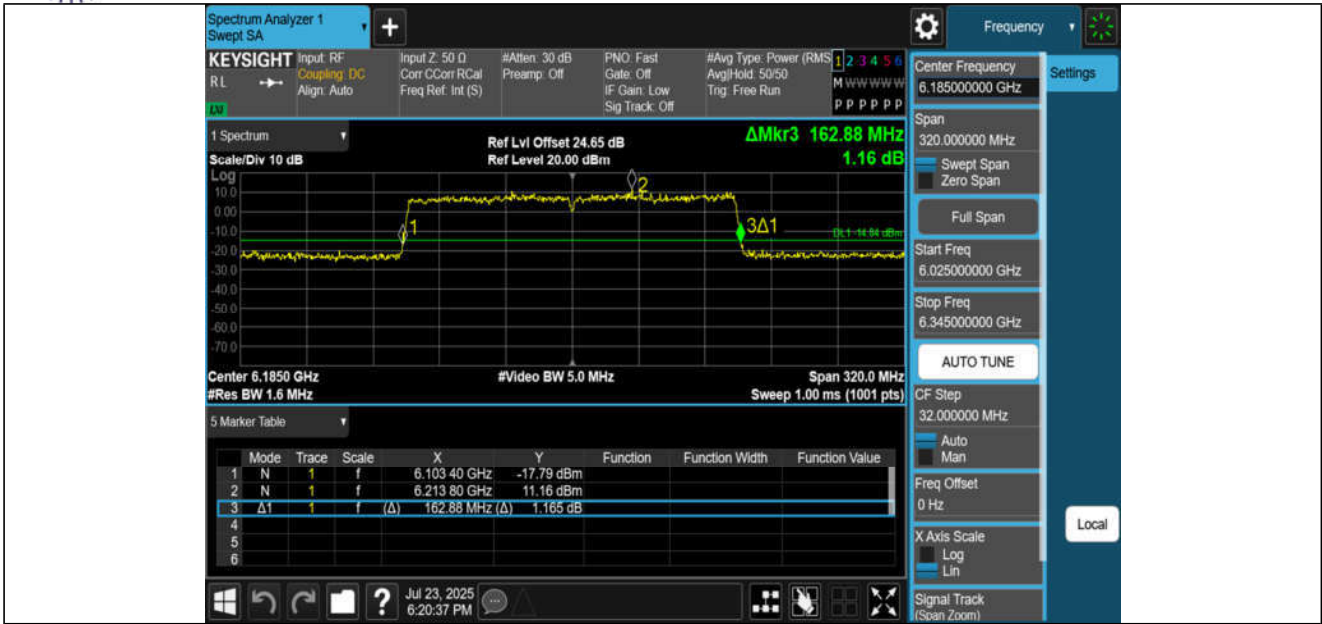 Spectrum Analyzer 1
Swept SA
Frequency
KEYSIGHT
RL
LXI
Input: RF
Coupling: DC
Align: Auto
Input Z: 50 Ω
Corr CCorr RCal
Freq Ref: Int (S)
#Atten: 30 dB
Preamp: Off
PNO: Fast
Gate: Off
IF Gain: Low
Sig Track: Off
#Avg Type: Power (RMS
Avg|Hold: 50/50
Trig: Free Run
1 2 3 4 5 6
M W W W W W
P P P P P P
1 Spectrum
Scale/Div 10 dB
Ref Lvl Offset 24.65 dB
Ref Level 20.00 dBm
ΔMkr3 162.88 MHz
1.16 dB
Log
10.0
0.00
-10.0
-20.0
-30.0
-40.0
-50.0
-60.0
-70.0
1
2
3Δ1
DL1 -14.84 dBm
Center 6.1850 GHz
#Video BW 5.0 MHz
Span 320.0 MHz
#Res BW 1.6 MHz
Sweep 1.00 ms (1001 pts)
5 Marker Table
Mode Trace Scale X Y Function Function Width Function Value
1 N 1 f 6.103 40 GHz -17.79 dBm
2 N 1 f 6.213 80 GHz 11.16 dBm
3 Δ1 1 f (Δ) 162.88 MHz (Δ) 1.165 dB
4
5
6
Jul 23, 2025
6:20:37 PM
Center Frequency
6.185000000 GHz
Settings
Span
320.000000 MHz
Swept Span
Zero Span
Full Span
Start Freq
6.025000000 GHz
Stop Freq
6.345000000 GHz
AUTO TUNE
CF Step
32.000000 MHz
Auto
Man
Freq Offset
0 Hz
X Axis Scale
Log
Lin
Local
Signal Track
(Span Zoom)